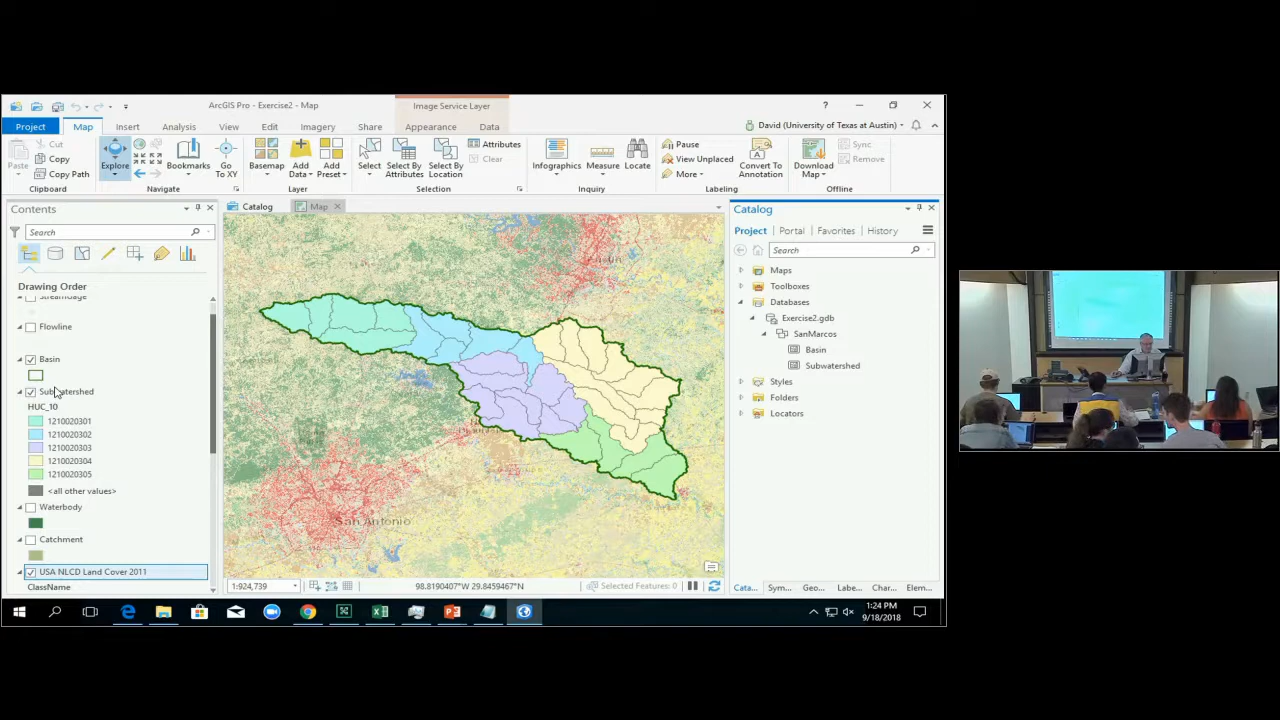 ArcGIS Pro - Exercise2 - Map
Image Service Layer
?
Project
Map
Insert
Analysis
View
Edit
Imagery
Share
Appearance
Data
David (University of Texas at Austin)
Paste
Cut
Copy
Copy Path
Clipboard
Explore
Bookmarks
Go To XY
Navigate
Basemap
Add Data
Add Preset
Layer
Select
Select By Attributes
Select By Location
Attributes
Clear
Selection
Infographics
Measure
Locate
Inquiry
Pause
View Unplaced
More
Convert To Annotation
Labeling
Download Map
Sync
Remove
Offline
Contents
Search
Drawing Order
Flowline
Basin
Subwatershed
HUC_10
1210020301
1210020302
1210020303
1210020304
1210020305
<all other values>
Waterbody
Catchment
USA NLCD Land Cover 2011
ClassName
Catalog
Map
San Antonio
1:924,739
98.8190407°W 29.8459467°N
Selected Features: 0
Catalog
Project
Portal
Favorites
History
Search
Maps
Toolboxes
Databases
Exercise2.gdb
SanMarcos
Basin
Subwatershed
Styles
Folders
Locators
Cata...
Sym...
Geo...
Labe...
Char...
Elem...
1:24 PM
9/18/2018